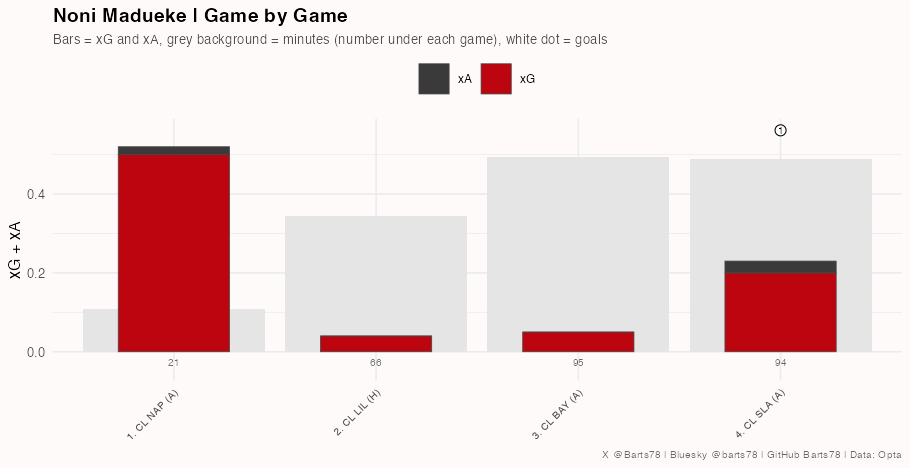 Noni Madueke | Game by Game
Bars = xG and xA, grey background = minutes (number under each game), white dot = goals
xA xG
1
0.4
0.2
0.0
xG + xA
21 66 95 94
1. CL NAP (A)
2. CL LIL (H)
3. CL BAY (A)
4. CL SLA (A)
X @Barts78 | Bluesky @barts78 | GitHub Barts78 | Data: Opta